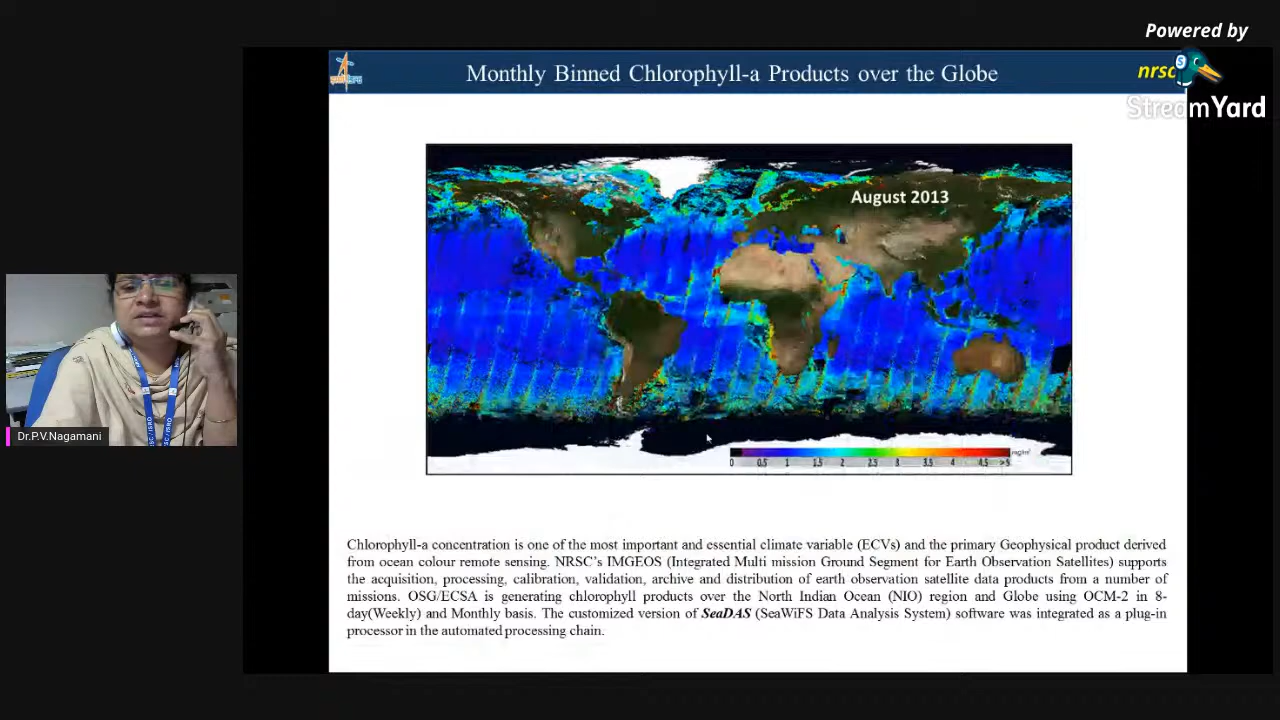 Powered by
StreamYard
Monthly Binned Chlorophyll-a Products over the Globe
nrsc
August 2013
0 0.5 1 1.5 2 2.5 3 3.5 4 4.5 >5
Dr.P.V.Nagamani
Chlorophyll-a concentration is one of the most important and essential climate variable (ECVs) and the primary Geophysical product derived
from ocean colour remote sensing. NRSC's IMGEOS (Integrated Multi mission Ground Segment for Earth Observation Satellites) supports
the acquisition, processing, calibration, validation, archive and distribution of earth observation satellite data products from a number of
missions. OSG/ECSA is generating chlorophyll products over the North Indian Ocean (NIO) region and Globe using OCM-2 in 8-
day(Weekly) and Monthly basis. The customized version of SeaDAS (SeaWiFS Data Analysis System) software was integrated as a plug-in
processor in the automated processing chain.